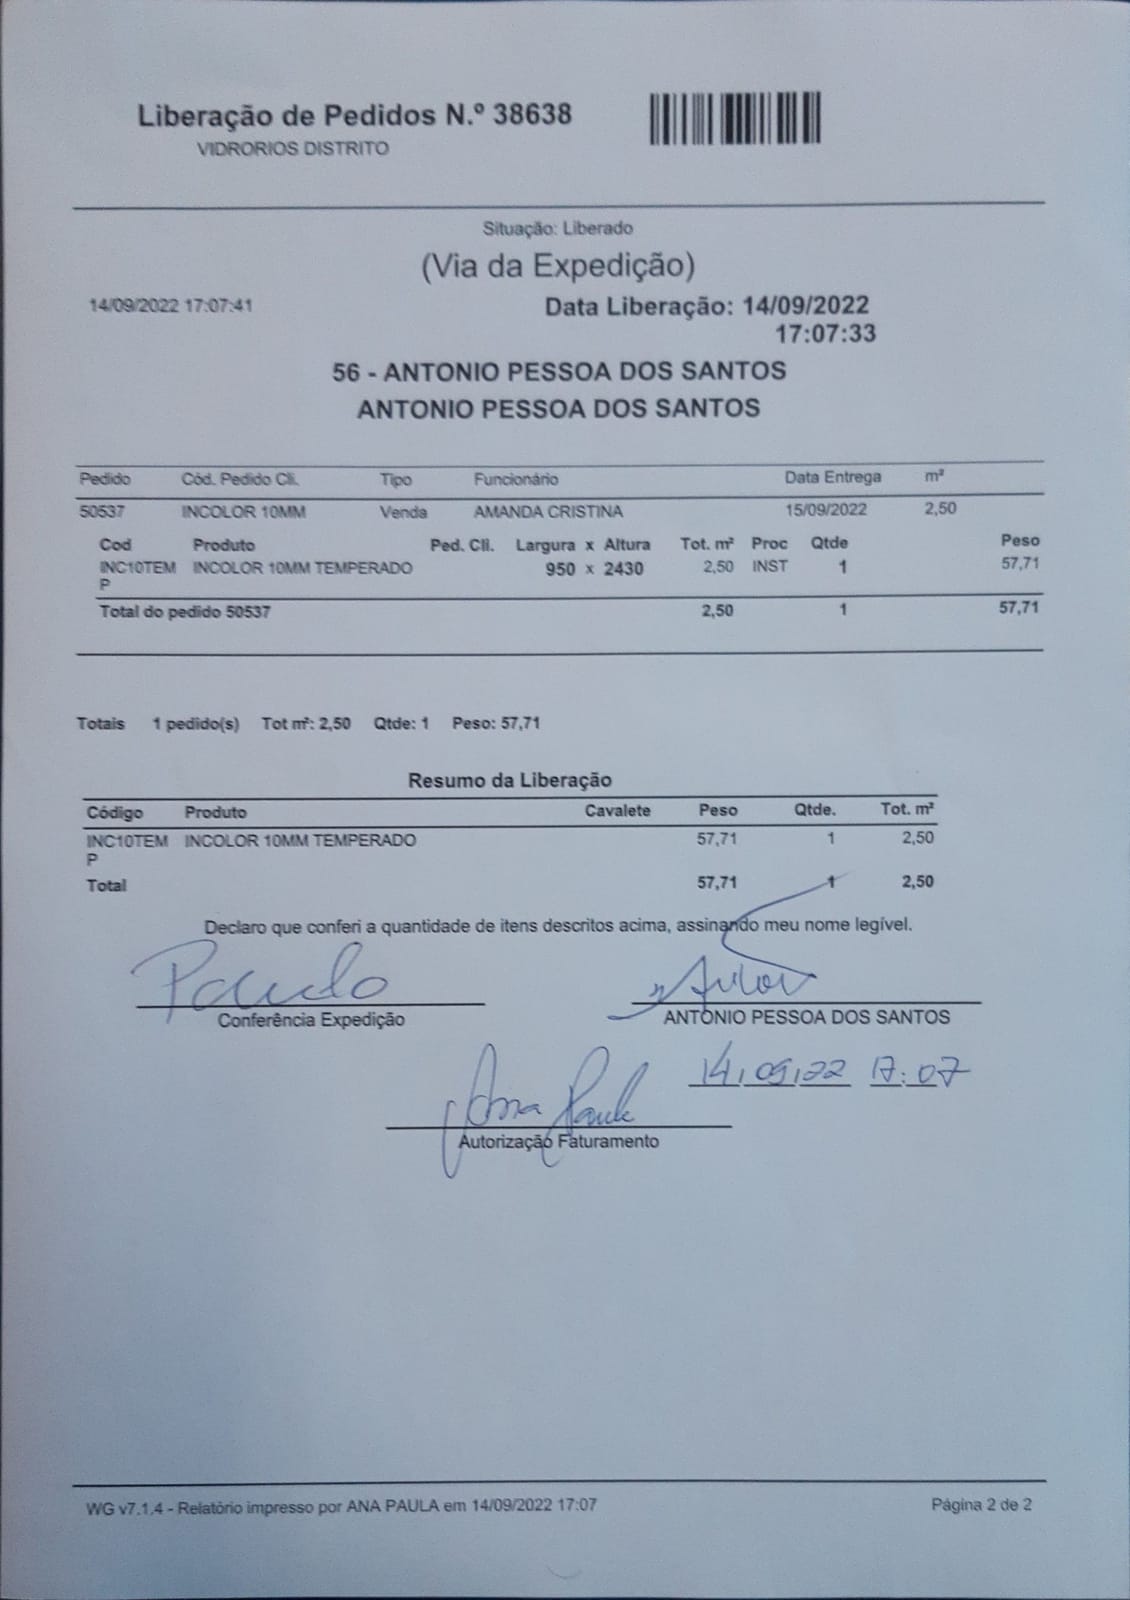 Liberação de Pedidos N.º 38638
VIDRORIOS DISTRITO
Situação: Liberado
(Via da Expedição)
14/09/2022 17:07:41 Data Liberação: 14/09/2022
17:07:33
56 - ANTONIO PESSOA DOS SANTOS
ANTONIO PESSOA DOS SANTOS
Pedido Cód. Pedido Cli. Tipo Funcionário Data Entrega m²
50537 INCOLOR 10MM Venda AMANDA CRISTINA 15/09/2022 2,50
Cod Produto Ped. Cli. Largura x Altura Tot. m² Proc Qtde Peso
INC10TEM INCOLOR 10MM TEMPERADO 950 x 2430 2,50 INST 1 57,71
P
Total do pedido 50537 2,50 1 57,71
Totais 1 pedido(s) Tot m²: 2,50 Qtde: 1 Peso: 57,71
Resumo da Liberação
Código Produto Cavalete Peso Qtde. Tot. m²
INC10TEM INCOLOR 10MM TEMPERADO 57,71 1 2,50
P
Total 57,71 1 2,50
Declaro que conferi a quantidade de itens descritos acima, assinando meu nome legível.
Conferência Expedição ANTONIO PESSOA DOS SANTOS
14,09,22 17:07
Ana Paula
Autorização Faturamento
WG v7.1.4 - Relatório impresso por ANA PAULA em 14/09/2022 17:07 Página 2 de 2